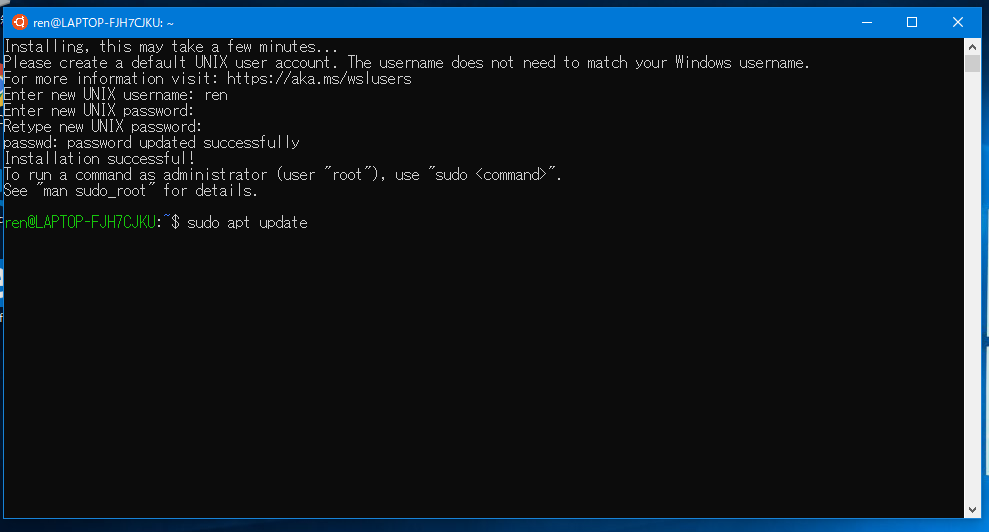 ren@LAPTOP-FJH7CJKU: ~
Installing, this may take a few minutes...
Please create a default UNIX user account. The username does not need to match your Windows username.
For more information visit: https://aka.ms/wslusers
Enter new UNIX username: ren
Enter new UNIX password:
Retype new UNIX password:
passwd: password updated successfully
Installation successful!
To run a command as administrator (user "root"), use "sudo <command>".
See "man sudo_root" for details.
ren@LAPTOP-FJH7CJKU:~$ sudo apt update